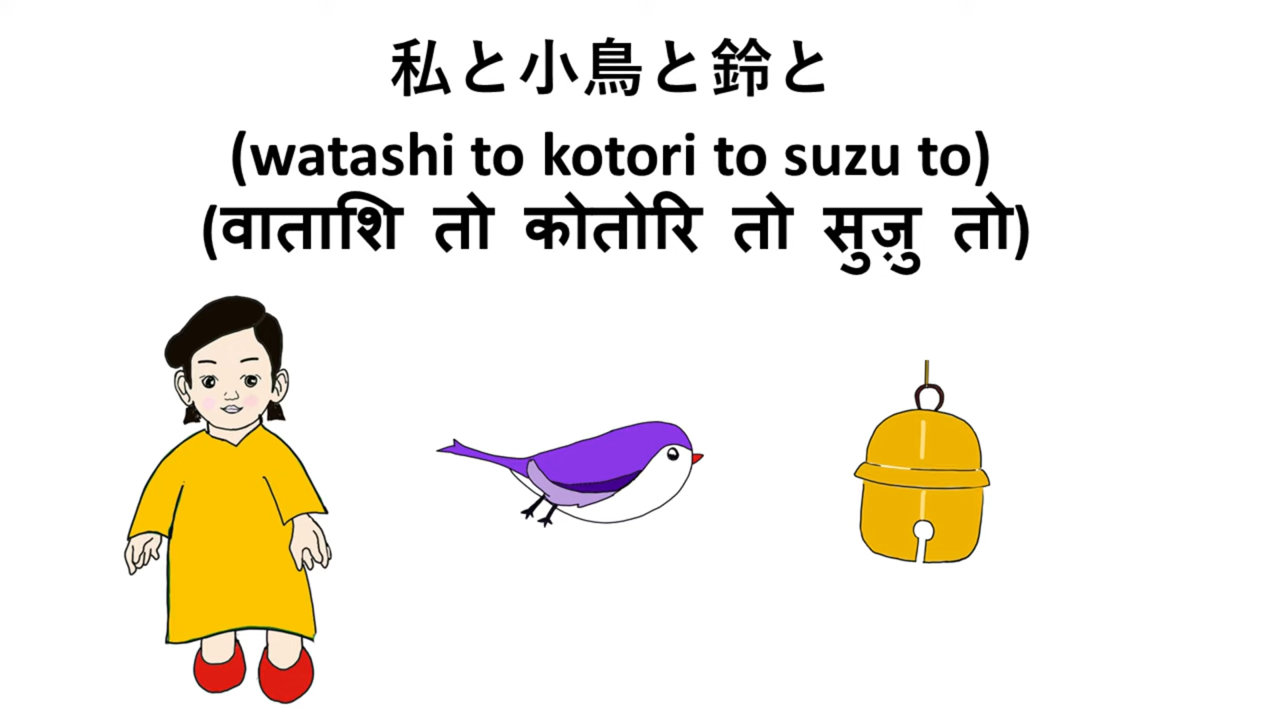 私と小鳥と鈴と
(watashi to kotori to suzu to)
(वाताशि तो कोतोरि तो सुज़ु तो)